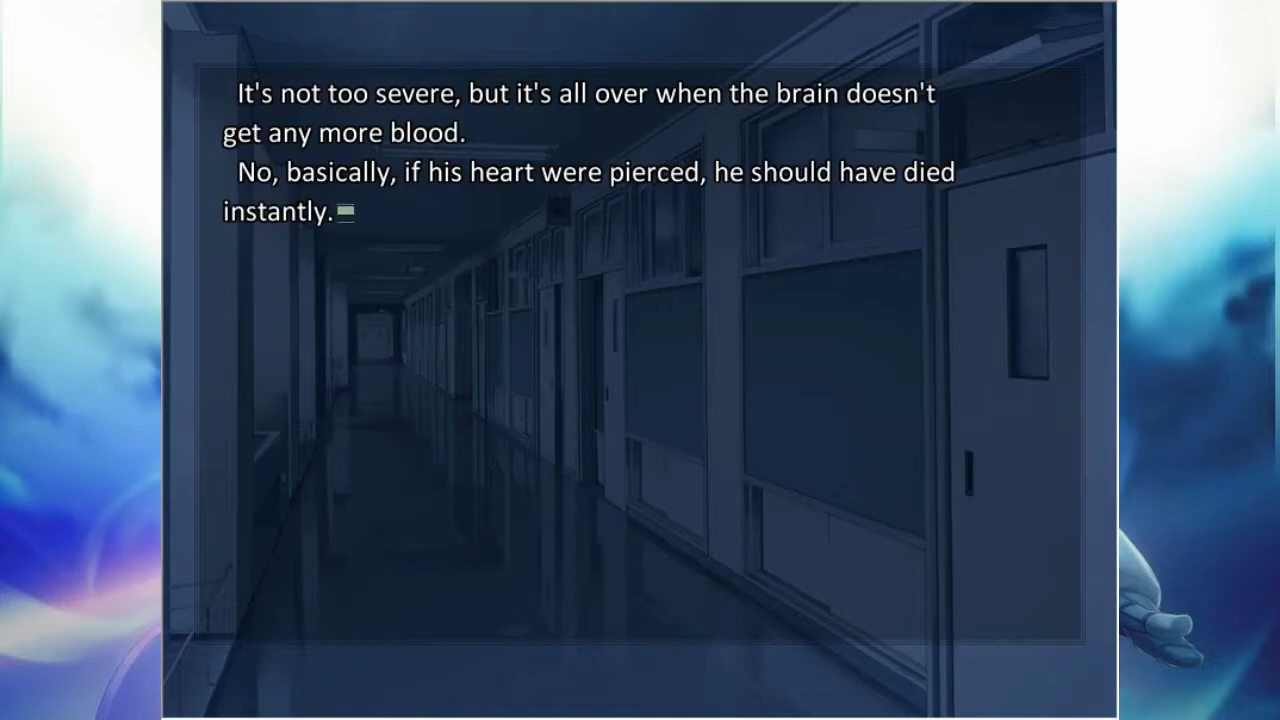 It's not too severe, but it's all over when the brain doesn't
get any more blood.
No, basically, if his heart were pierced, he should have died
instantly.